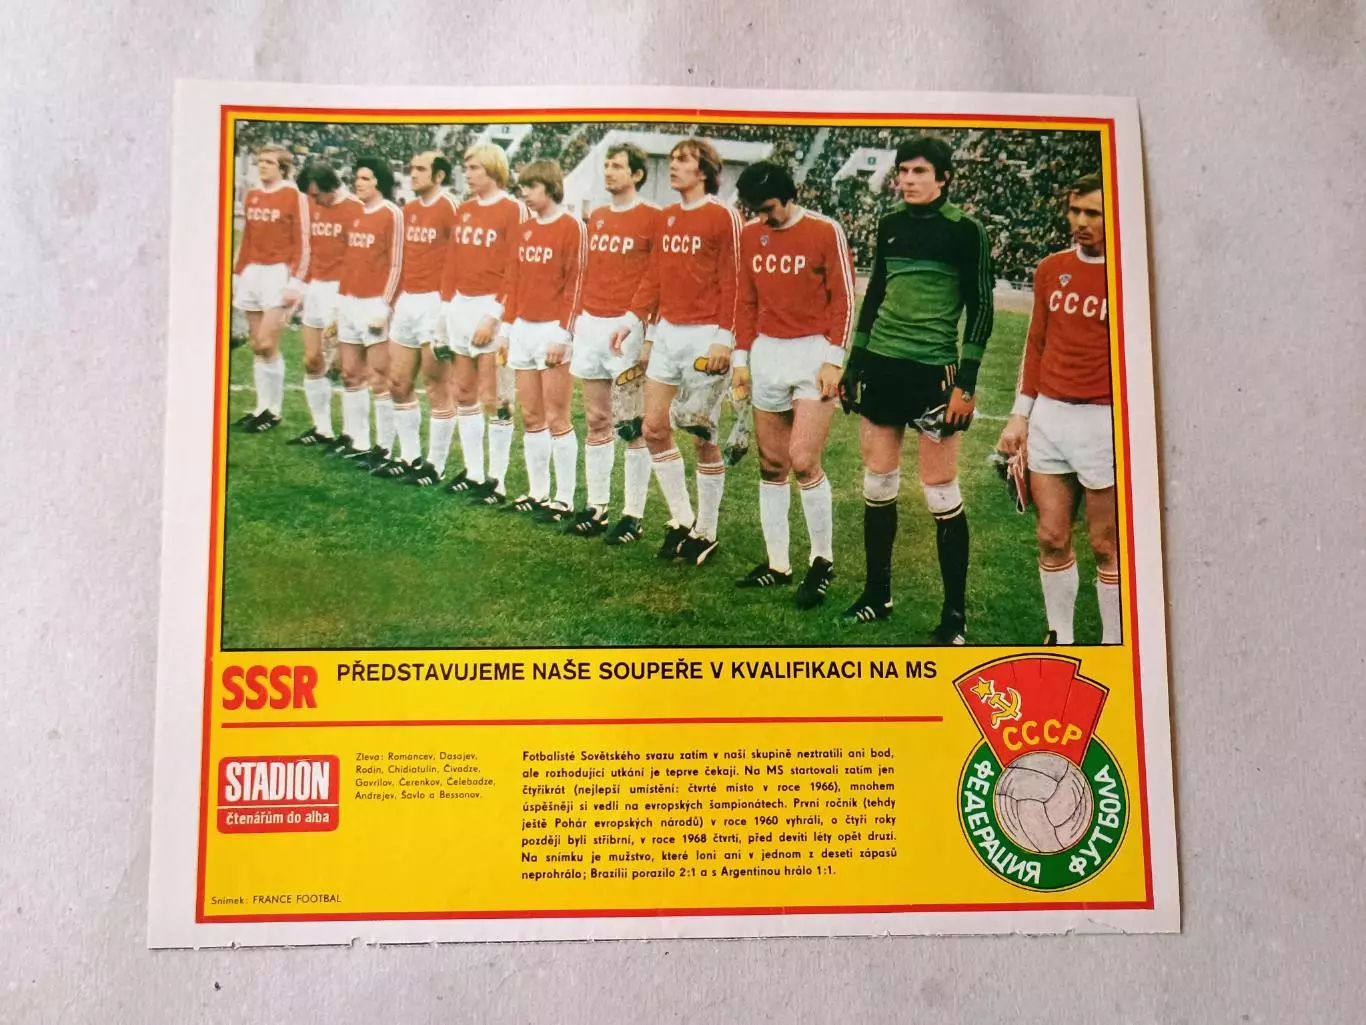 CCCP
CCCP
CCCP
CCCP
CCCP
CCCP
CCCP
CCCP
CCCP
CCCP
SSSR
PŘEDSTAVUJEME NAŠE SOUPEŘE V KVALIFIKACI NA MS
STADIÓN
čtenářům do alba
Zleva: Romancev, Dasajev,
Rodin, Chidiatulin, Čivadze,
Gavrilov, Čerenkov, Čelebadze,
Andrejev, Šavlo a Bessonov.
Fotbalisté Sovětského svazu zatím v naší skupině neztratili ani bod,
ale rozhodující utkání je teprve čekají. Na MS startovali zatím jen
čtyřikrát (nejlepší umístění: čtvrté místo v roce 1966), mnohem
úspěšněji si vedli na evropských šampionátech. První ročník (tehdy
ještě Pohár evropských národů) v roce 1960 vyhráli, o čtyři roky
později byli stříbrní, v roce 1968 čtvrtí, před devíti léty opět druzí.
Na snímku je mužstvo, které loni ani v jednom z deseti zápasů
neprohrálo; Brazílii porazilo 2:1 a s Argentinou hrálo 1:1.
Snímek: FRANCE FOOTBAL
СССР
ФЕДЕРАЦИЯ ФУТБОЛА